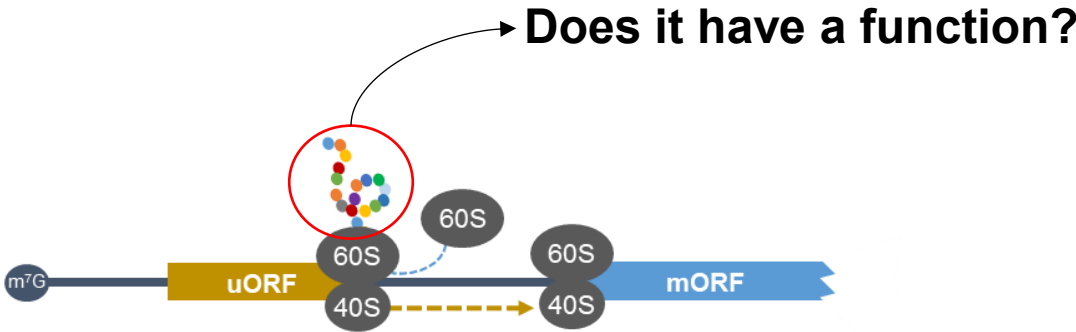 Does it have a function?
60S
60S
60S
m⁷G
uORF
mORF
40S
40S